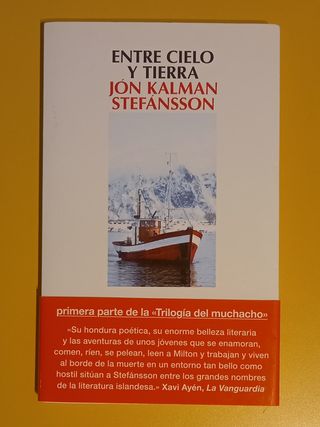 ENTRE CIELO
Y TIERRA
JÓN KALMAN
STEFÁNSSON
primera parte de la «Trilogía del muchacho»
»Su hondura poética, su enorme belleza literaria
y las aventuras de unos jóvenes que se enamoran,
comen, ríen, se pelean, leen a Milton y trabajan y viven
al borde de la muerte en un entorno tan bello como
hostil sitúan a Stefánsson entre los grandes nombres
de la literatura islandesa.» Xavi Ayén, La Vanguardia